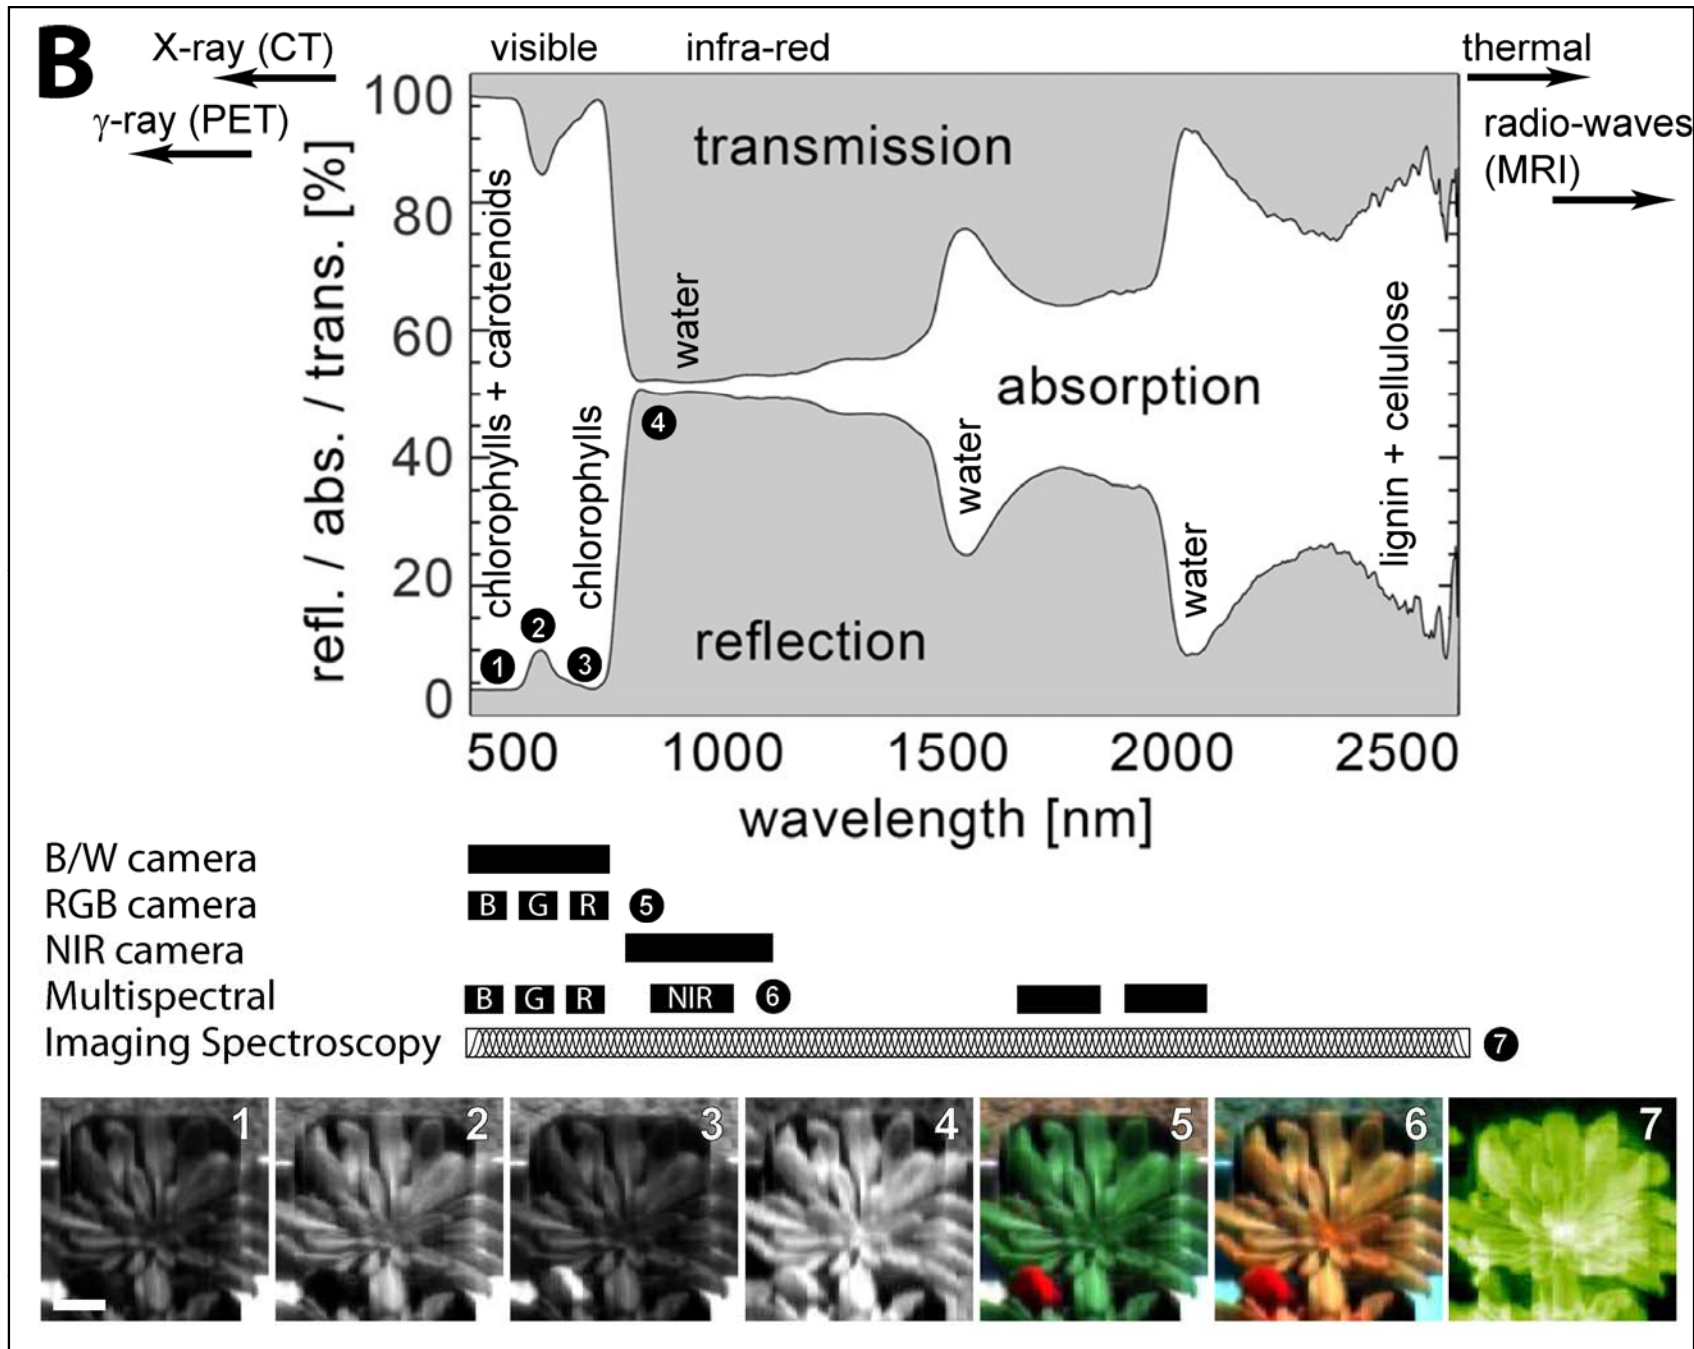 B
X-ray (CT)
visible
infra-red
thermal
γ-ray (PET)
radio-waves
(MRI)
refl. / abs. / trans. [%]
100
80
60
40
20
0
transmission
absorption
reflection
chlorophylls + carotenoids
chlorophylls
water
water
water
lignin + cellulose
1
2
3
4
500 1000 1500 2000 2500
wavelength [nm]
B/W camera
RGB camera B G R 5
NIR camera
Multispectral B G R NIR 6
Imaging Spectroscopy 7
1 2 3 4 5 6 7